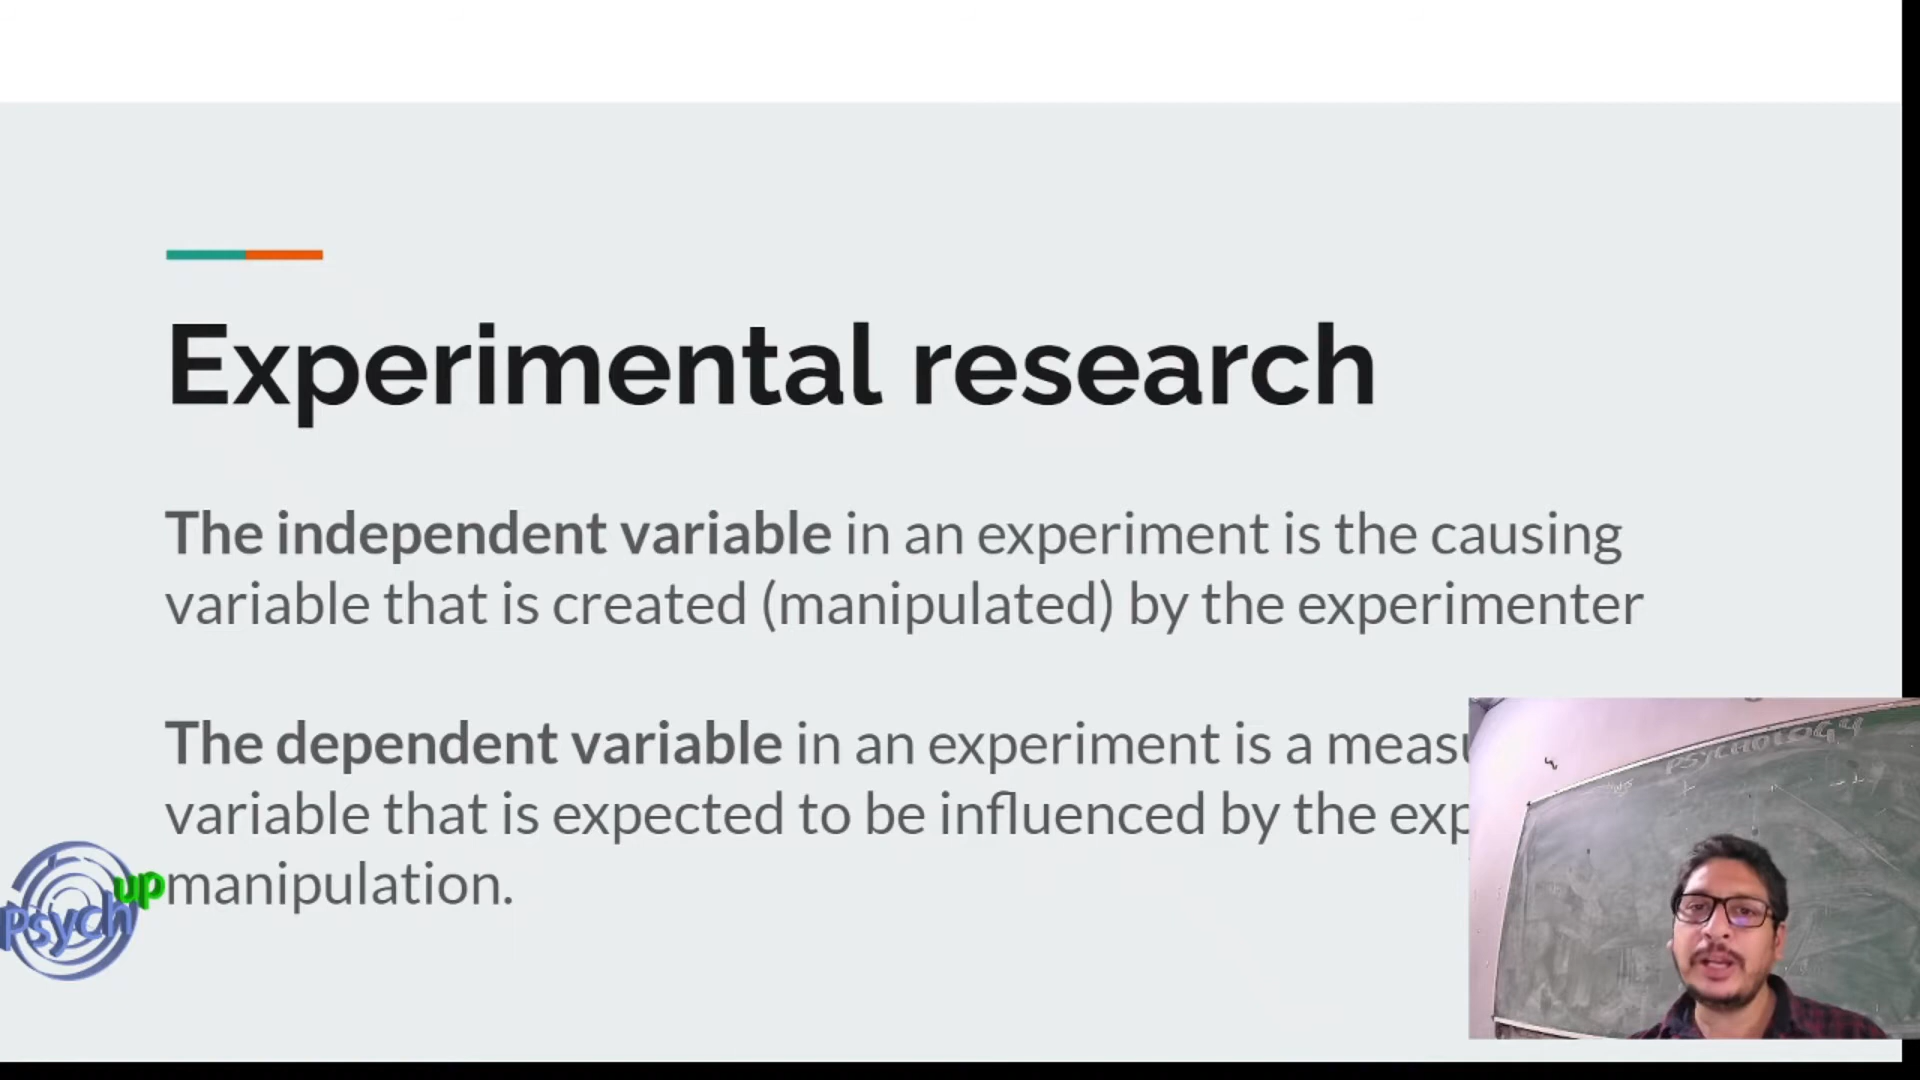 Experimental research
The independent variable in an experiment is the causing
variable that is created (manipulated) by the experimenter
The dependent variable in an experiment is a
variable that is expected to be influenced by the
manipulation.
Psych up
PSYCHOLOGY